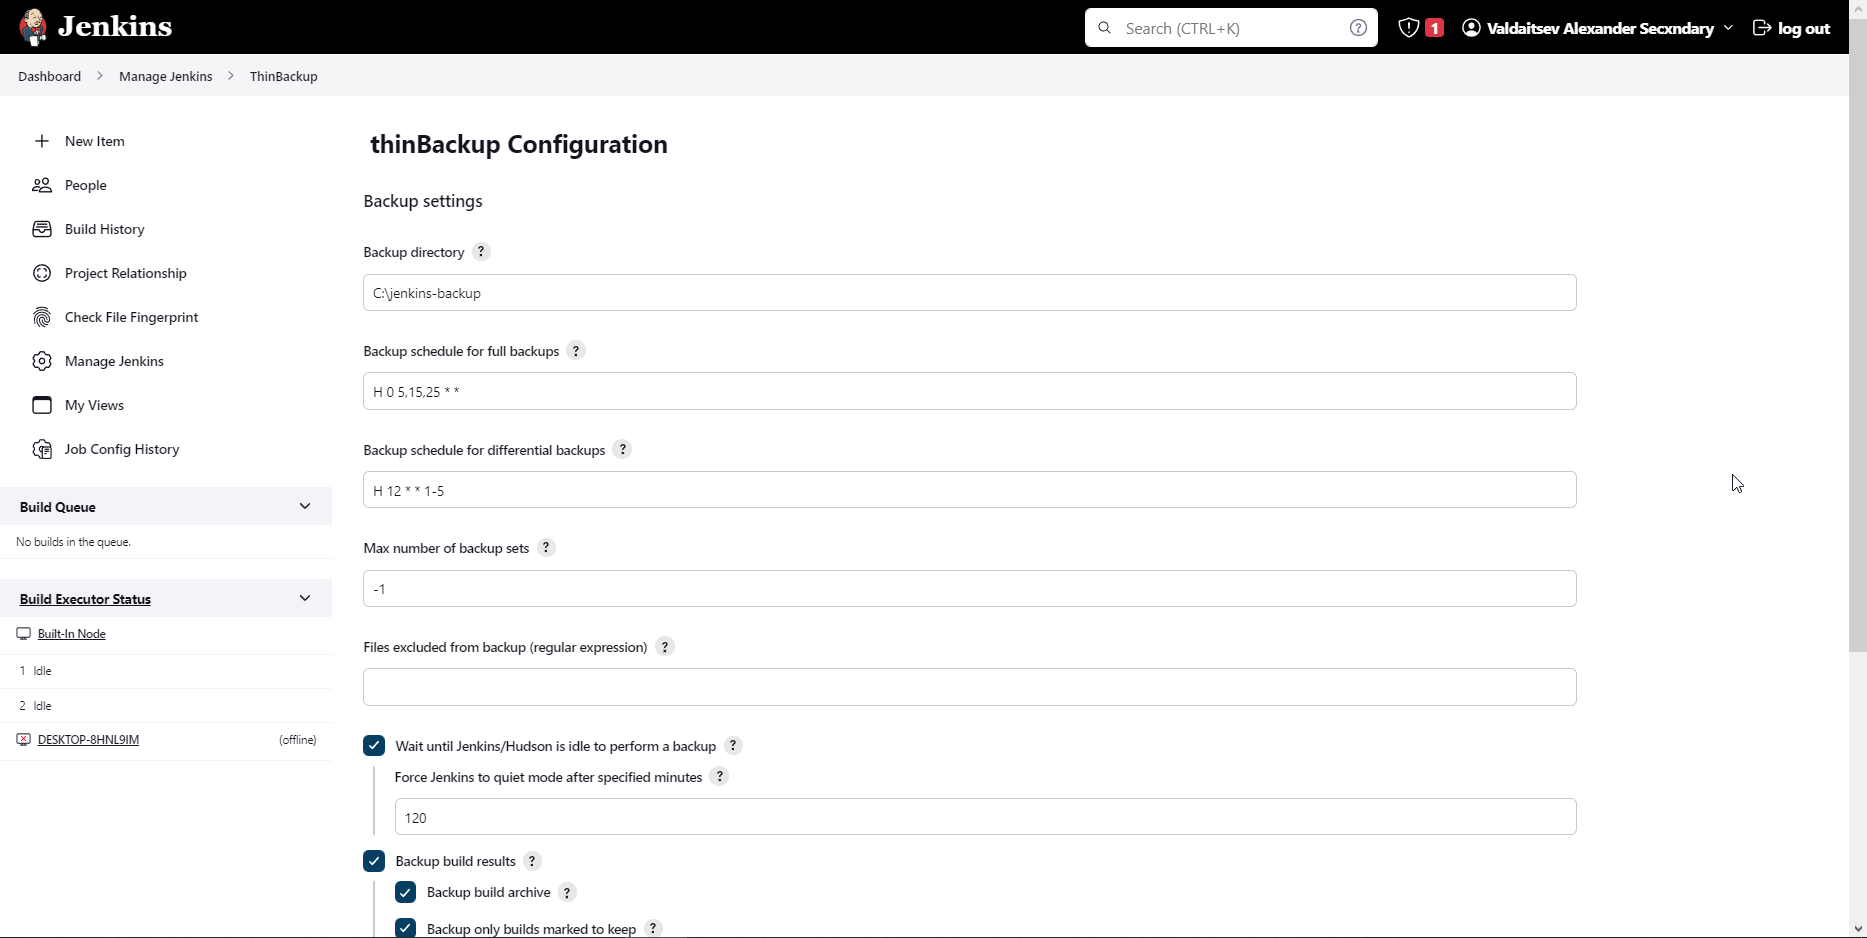 Jenkins
Search (CTRL+K)
?
1
Valdaitsev Alexander Secxndary
log out
Dashboard
Manage Jenkins
ThinBackup
New Item
People
Build History
Project Relationship
Check File Fingerprint
Manage Jenkins
My Views
Job Config History
Build Queue
No builds in the queue.
Build Executor Status
Built-In Node
1 Idle
2 Idle
DESKTOP-8HNL9IM (offline)
thinBackup Configuration
Backup settings
Backup directory ?
C:\jenkins-backup
Backup schedule for full backups ?
H 0 5,15,25 * *
Backup schedule for differential backups ?
H 12 * * 1-5
Max number of backup sets ?
-1
Files excluded from backup (regular expression) ?
Wait until Jenkins/Hudson is idle to perform a backup ?
Force Jenkins to quiet mode after specified minutes ?
120
Backup build results ?
Backup build archive ?
Backup only builds marked to keep ?